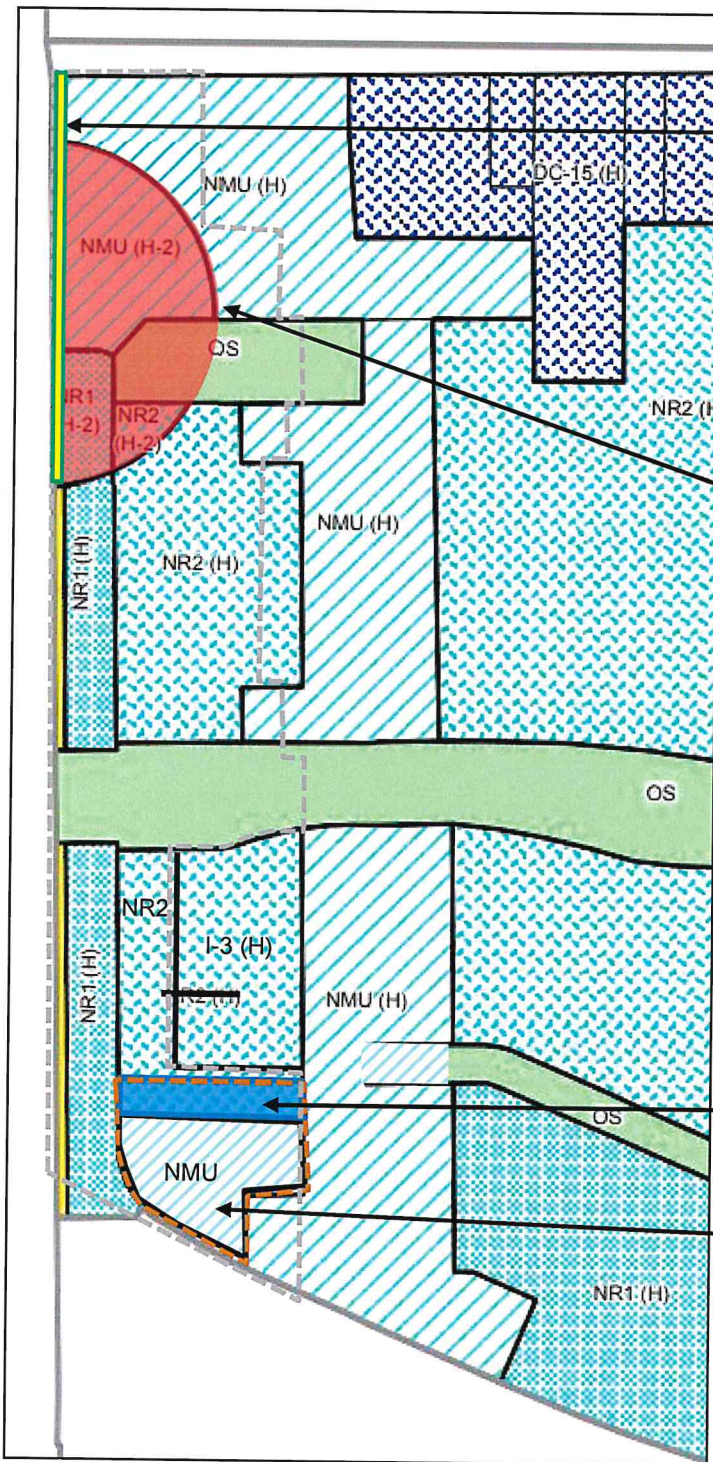 NMU (H)
DC-15 (H)
NMU (H-2)
OS
NR1
(H-2)
NR2
(H-2)
NR2 (H
NMU (H)
NR2 (H)
NR1 (H)
OS
NR2
I-3 (H)
NR2 (H)
NMU (H)
NR1 (H)
OS
NMU
NR1 (H)